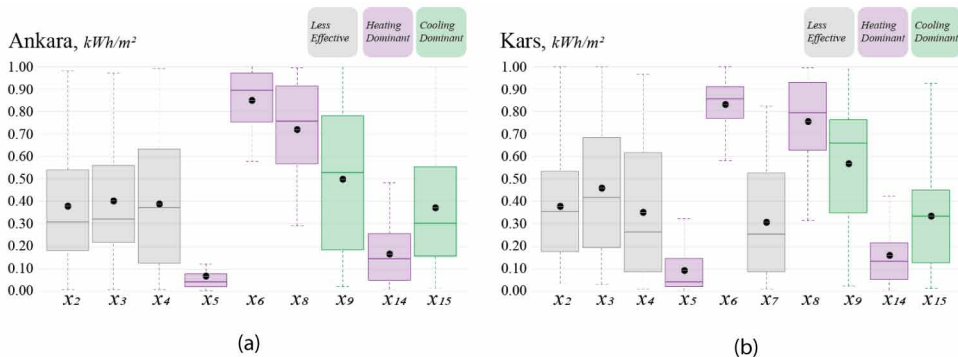 Less Effective
Heating Dominant
Cooling Dominant
Ankara, kWh/m²
1.00
0.90
0.80
0.70
0.60
0.50
0.40
0.30
0.20
0.10
0.00
x2 x3 x4 x5 x6 x8 x9 x14 x15
(a)
Less Effective
Heating Dominant
Cooling Dominant
Kars, kWh/m²
1.00
0.90
0.80
0.70
0.60
0.50
0.40
0.30
0.20
0.10
0.00
x2 x3 x4 x5 x6 x7 x8 x9 x14 x15
(b)